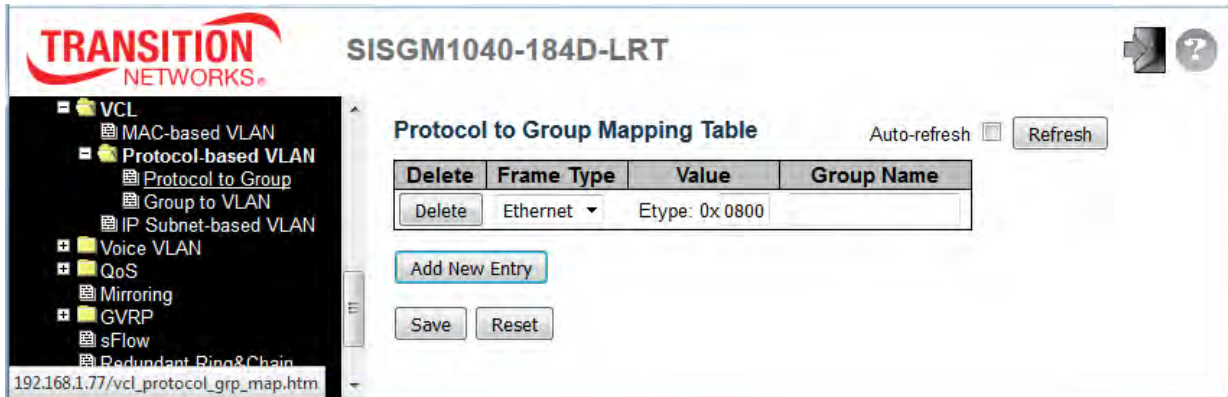 TRANSITION
NETWORKS®
SISGM1040-184D-LRT
?
VCL
MAC-based VLAN
Protocol-based VLAN
Protocol to Group
Group to VLAN
IP Subnet-based VLAN
Voice VLAN
QoS
Mirroring
GVRP
sFlow
Redundant Ring&Chain
192.168.1.77/vcl_protocol_grp_map.htm
Protocol to Group Mapping Table
Auto-refresh Refresh
Delete Frame Type Value Group Name
Delete Ethernet Etype: 0x 0800
Add New Entry
Save Reset